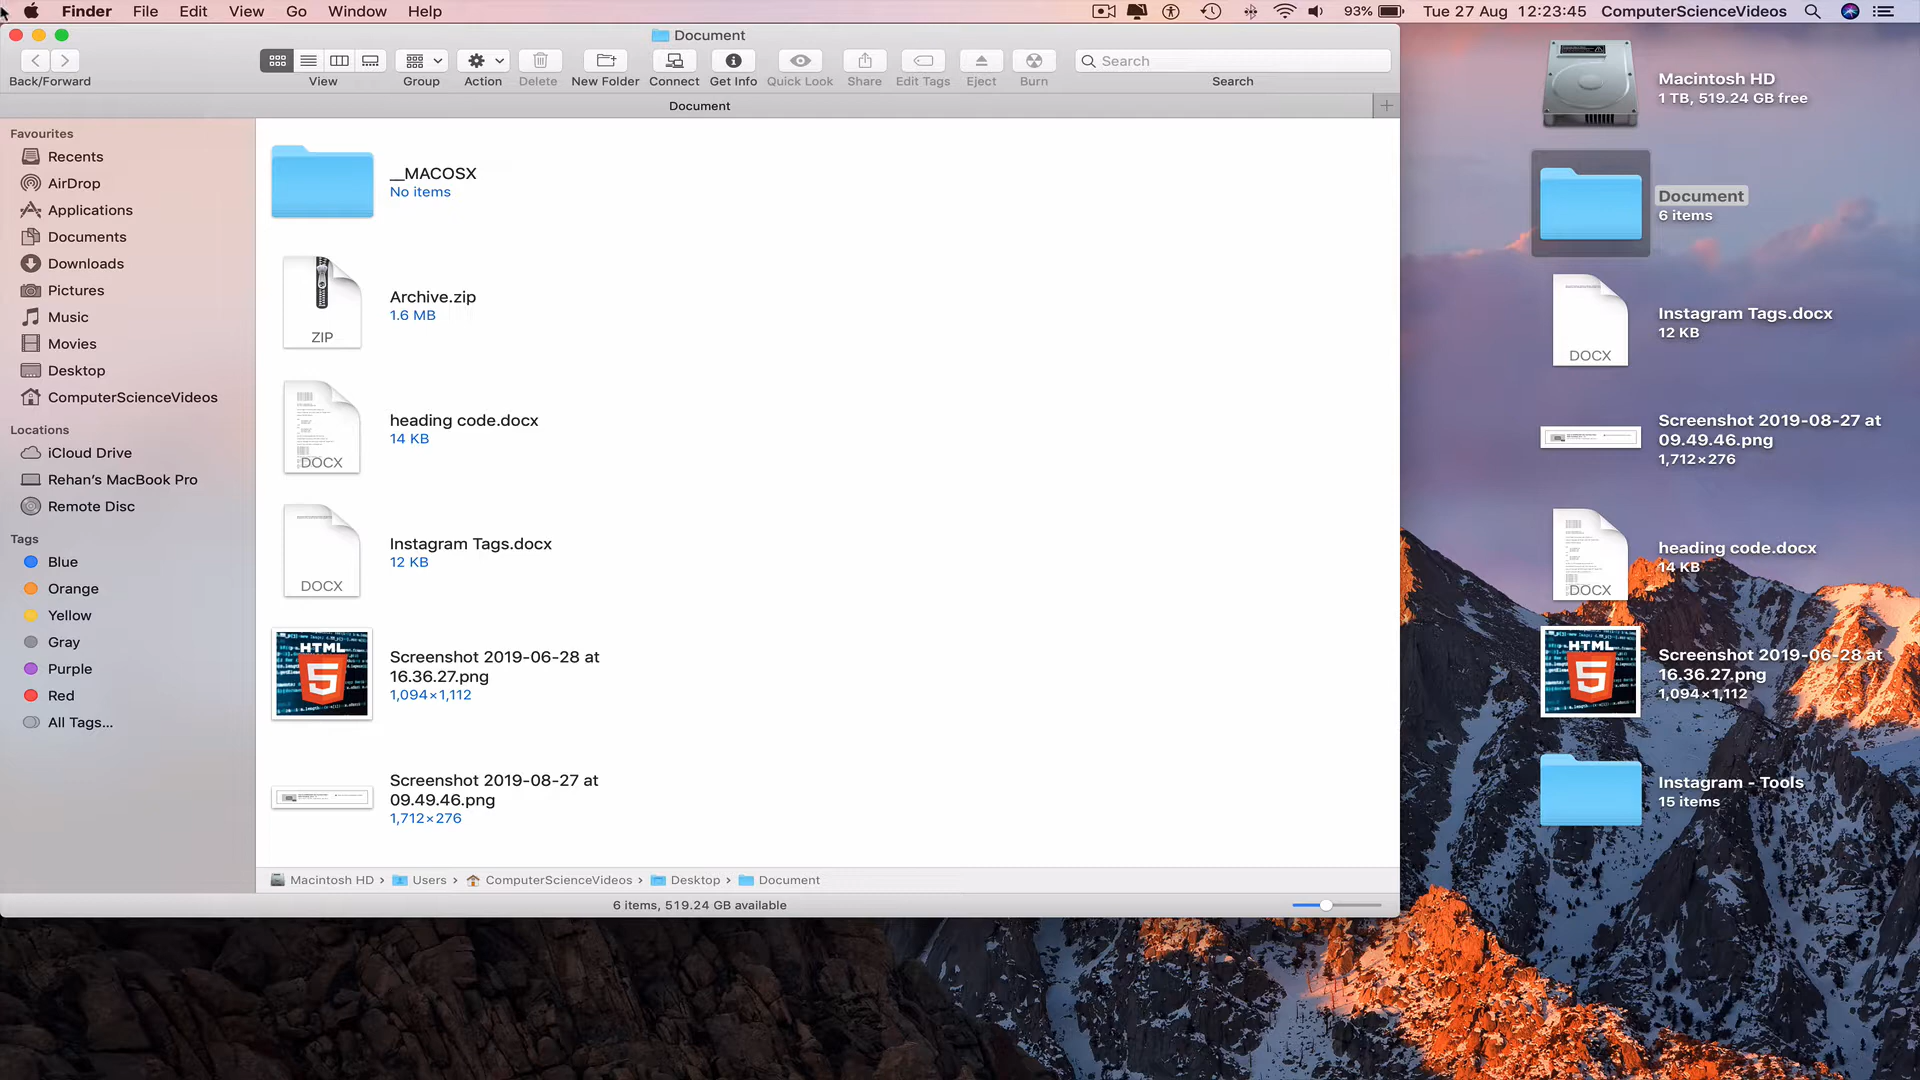 Finder File Edit View Go Window Help 93% Tue 27 Aug 12:23:45 ComputerScienceVideos
Document
Back/Forward View Group Action Delete New Folder Connect Get Info Quick Look Share Edit Tags Eject Burn Search
Search
Document
Favourites
Recents
AirDrop
Applications
Documents
Downloads
Pictures
Music
Movies
Desktop
ComputerScienceVideos
Locations
iCloud Drive
Rehan's MacBook Pro
Remote Disc
Tags
Blue
Orange
Yellow
Gray
Purple
Red
All Tags...
__MACOSX
No items
ZIP
Archive.zip
1.6 MB
DOCX
heading code.docx
14 KB
DOCX
Instagram Tags.docx
12 KB
HTML
5
Screenshot 2019-06-28 at
16.36.27.png
1,094×1,112
Screenshot 2019-08-27 at
09.49.46.png
1,712×276
Macintosh HD › Users › ComputerScienceVideos › Desktop › Document
6 items, 519.24 GB available
Macintosh HD
1 TB, 519.24 GB free
Document
6 items
DOCX
Instagram Tags.docx
12 KB
Screenshot 2019-08-27 at
09.49.46.png
1,712×276
DOCX
heading code.docx
14 KB
HTML
5
Screenshot 2019-06-28 at
16.36.27.png
1,094×1,112
Instagram - Tools
15 items